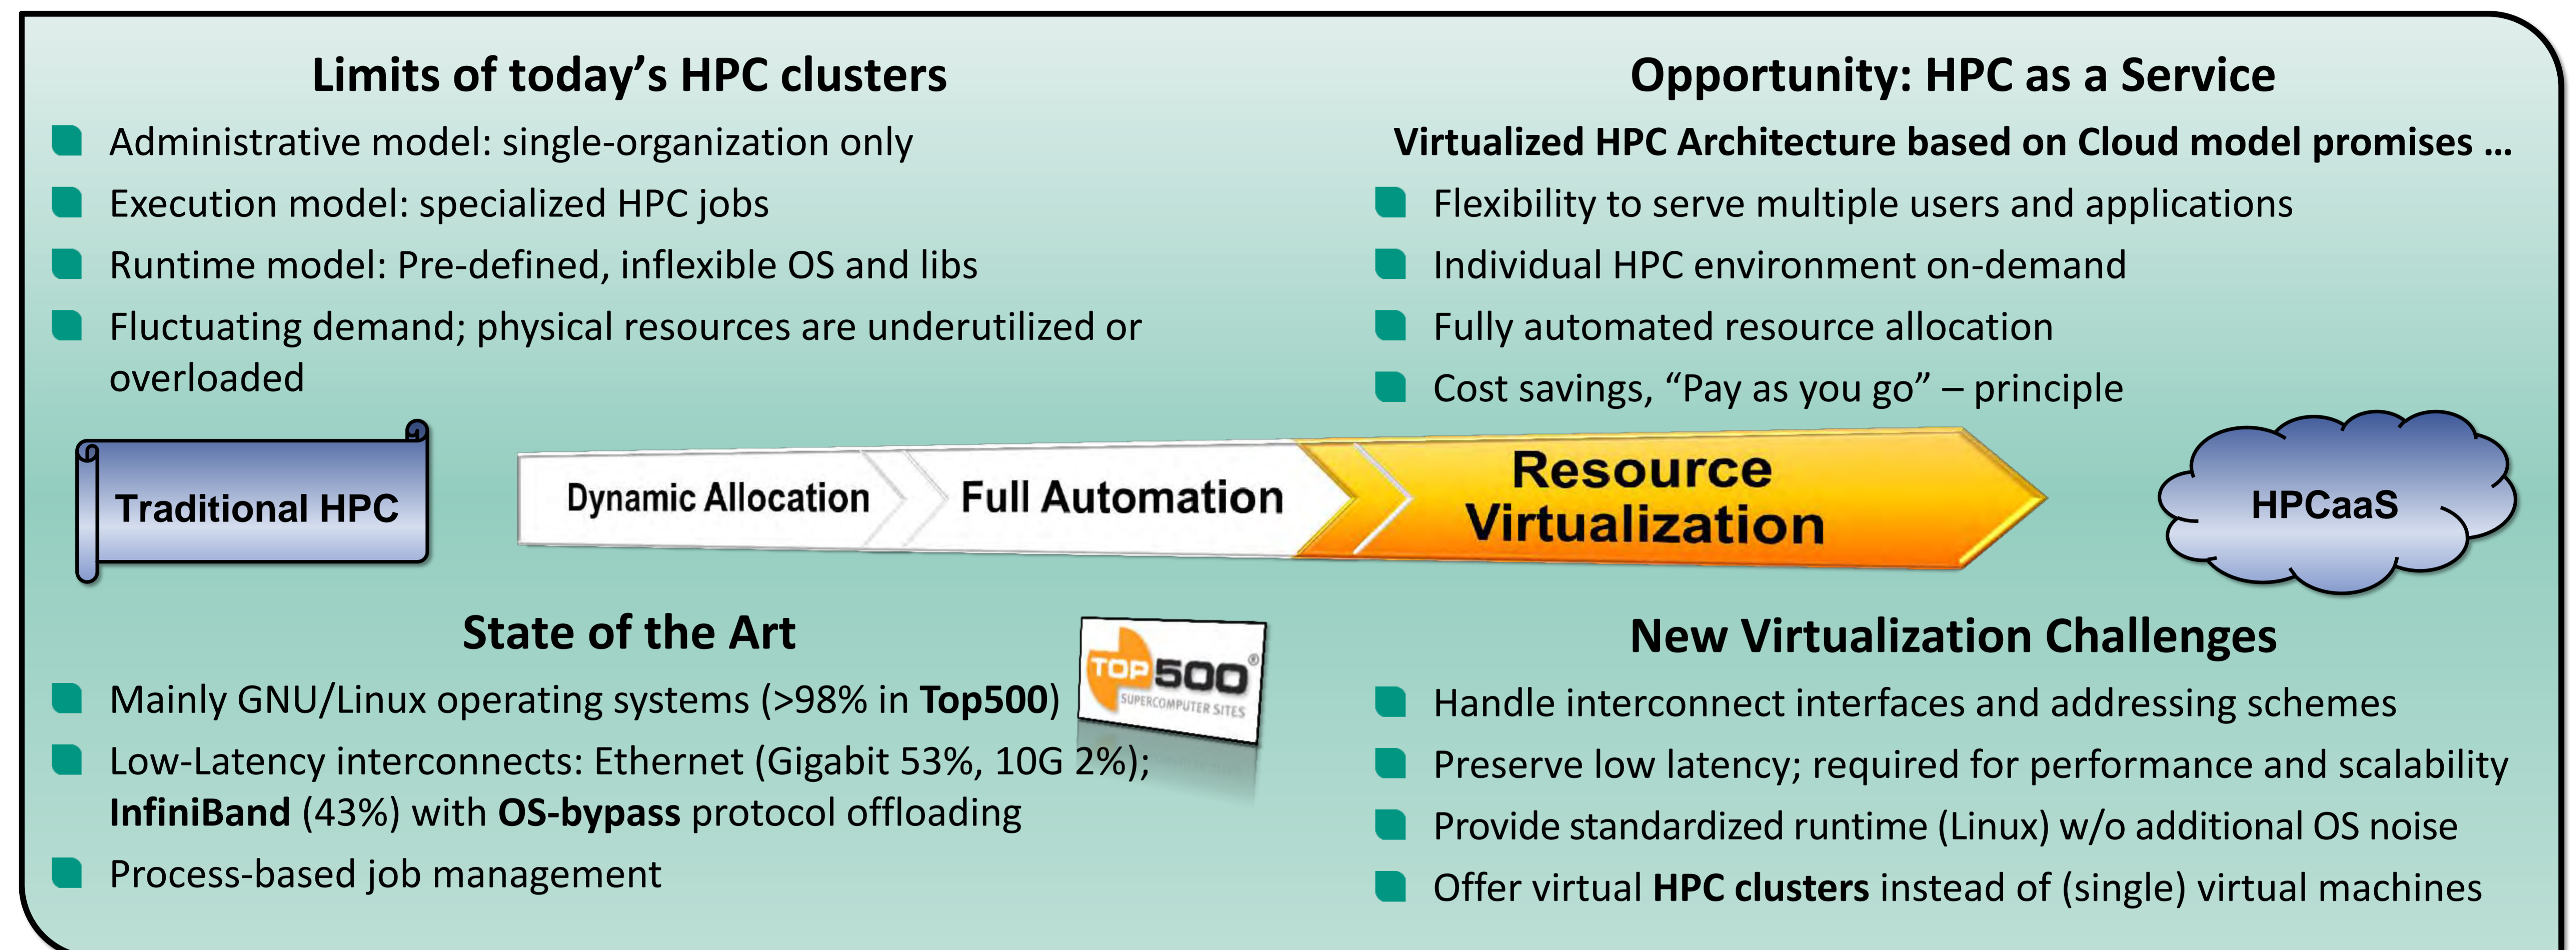 Limits of today’s HPC clusters
Administrative model: single-organization only
Execution model: specialized HPC jobs
Runtime model: Pre-defined, inflexible OS and libs
Fluctuating demand; physical resources are underutilized or
overloaded
Opportunity: HPC as a Service
Virtualized HPC Architecture based on Cloud model promises ...
Flexibility to serve multiple users and applications
Individual HPC environment on-demand
Fully automated resource allocation
Cost savings, “Pay as you go” – principle
Traditional HPC
Dynamic Allocation
Full Automation
Resource
Virtualization
HPCaaS
State of the Art
Mainly GNU/Linux operating systems (>98% in Top500)
Low-Latency interconnects: Ethernet (Gigabit 53%, 10G 2%);
InfiniBand (43%) with OS-bypass protocol offloading
Process-based job management
TOP500®
SUPERCOMPUTER SITES
New Virtualization Challenges
Handle interconnect interfaces and addressing schemes
Preserve low latency; required for performance and scalability
Provide standardized runtime (Linux) w/o additional OS noise
Offer virtual HPC clusters instead of (single) virtual machines